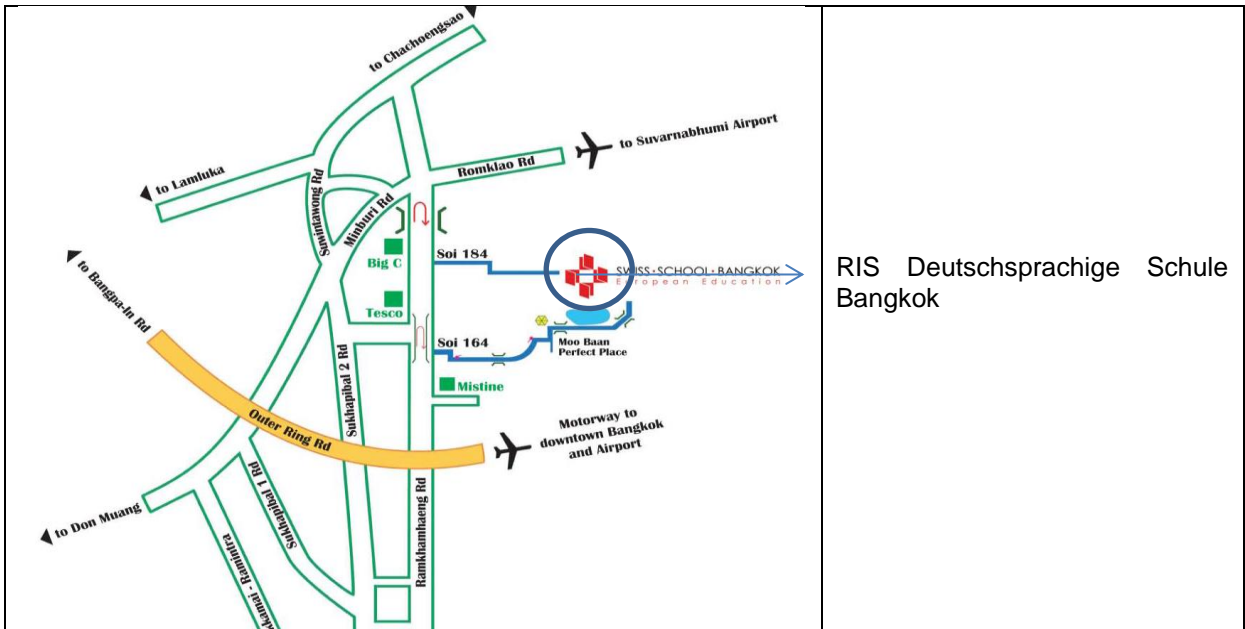 to Chachoengsao
to Suvarnabhumi Airport
Romklao Rd
to Lamluka
Suwintawong Rd
Minburi Rd
Big C
Soi 184
SWISS·SCHOOL·BANGKOK
European Education
RIS Deutschsprachige Schule
Bangkok
to Bangpa-In Rd
Tesco
Soi 164
Moo Baan
Perfect Place
Sukhapibal 2 Rd
Mistine
Outer Ring Rd
Motorway to
downtown Bangkok
and Airport
Sukhapibal 1 Rd
Ramkhamhaeng Rd
to Don Muang
Ramintra